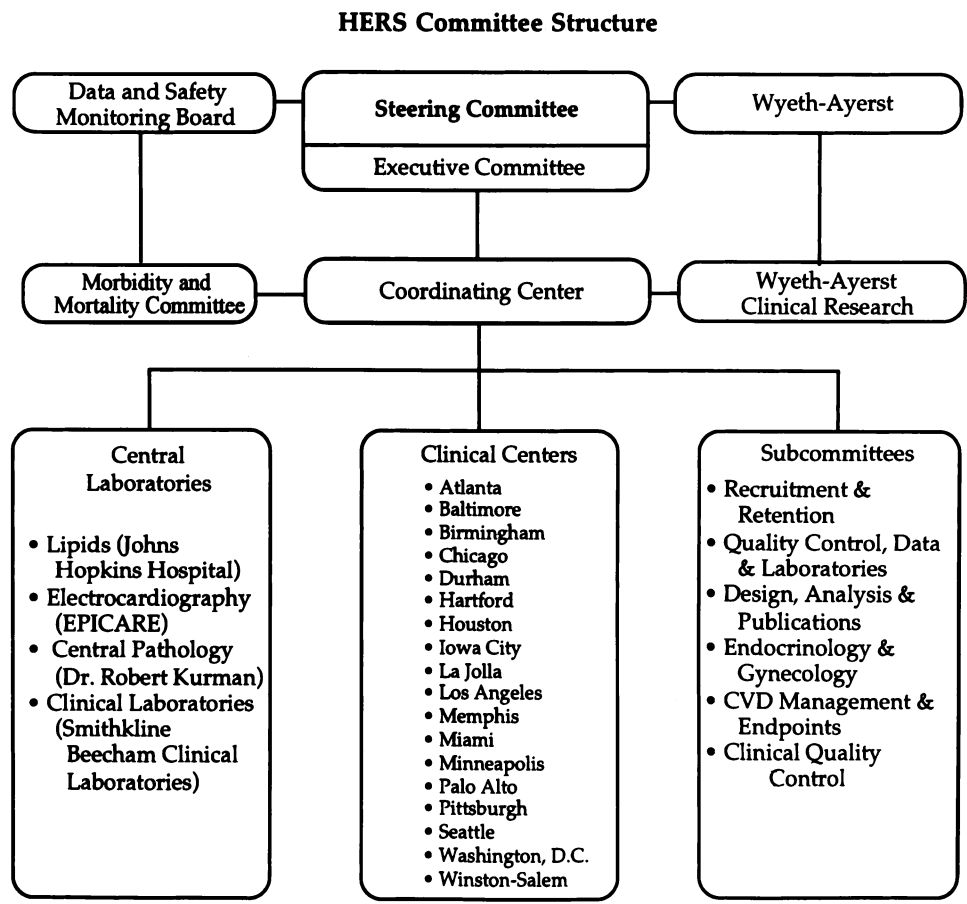 HERS Committee Structure
Data and Safety
Monitoring Board
Steering Committee
Executive Committee
Wyeth-Ayerst
Morbidity and
Mortality Committee
Coordinating Center
Wyeth-Ayerst
Clinical Research
Central
Laboratories
• Lipids (Johns
Hopkins Hospital)
• Electrocardiography
(EPICARE)
• Central Pathology
(Dr. Robert Kurman)
• Clinical Laboratories
(Smithkline
Beecham Clinical
Laboratories)
Clinical Centers
• Atlanta
• Baltimore
• Birmingham
• Chicago
• Durham
• Hartford
• Houston
• Iowa City
• La Jolla
• Los Angeles
• Memphis
• Miami
• Minneapolis
• Palo Alto
• Pittsburgh
• Seattle
• Washington, D.C.
• Winston-Salem
Subcommittees
• Recruitment &
Retention
• Quality Control, Data
& Laboratories
• Design, Analysis &
Publications
• Endocrinology &
Gynecology
• CVD Management &
Endpoints
• Clinical Quality
Control